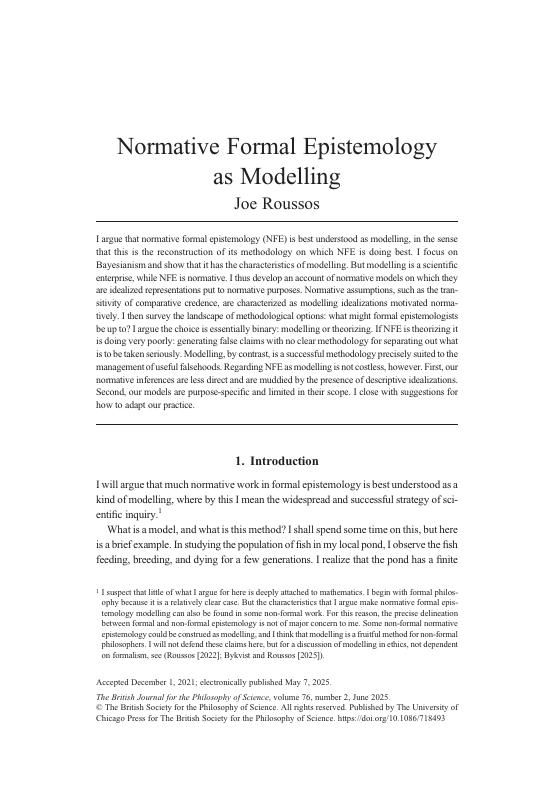 Normative Formal Epistemology
as Modelling
Joe Roussos
I argue that normative formal epistemology (NFE) is best understood as modelling, in the sense
that this is the reconstruction of its methodology on which NFE is doing best. I focus on
Bayesianism and show that it has the characteristics of modelling. But modelling is a scientific
enterprise, while NFE is normative. I thus develop an account of normative models on which they
are idealized representations put to normative purposes. Normative assumptions, such as the tran-
sitivity of comparative credence, are characterized as modelling idealizations motivated norma-
tively. I then survey the landscape of methodological options: what might formal epistemologists
be up to? I argue the choice is essentially binary: modelling or theorizing. If NFE is theorizing it
is doing very poorly: generating false claims with no clear methodology for separating out what
is to be taken seriously. Modelling, by contrast, is a successful methodology precisely suited to the
management of useful falsehoods. Regarding NFE as modelling is not costless, however. First, our
normative inferences are less direct and are muddied by the presence of descriptive idealizations.
Second, our models are purpose-specific and limited in their scope. I close with suggestions for
how to adapt our practice.
1. Introduction
I will argue that much normative work in formal epistemology is best understood as a
kind of modelling, where by this I mean the widespread and successful strategy of sci-
entific inquiry.1
What is a model, and what is this method? I shall spend some time on this, but here
is a brief example. In studying the population of fish in my local pond, I observe the fish
feeding, breeding, and dying for a few generations. I realize that the pond has a finite
1 I suspect that little of what I argue for here is deeply attached to mathematics. I begin with formal philos-
ophy because it is a relatively clear case. But the characteristics that I argue make normative formal epis-
temology modelling can also be found in some non-formal work. For this reason, the precise delineation
between formal and non-formal epistemology is not of major concern to me. Some non-formal normative
epistemology could be construed as modelling, and I think that modelling is a fruitful method for non-formal
philosophers. I will not defend these claims here, but for a discussion of modelling in ethics, not dependent
on formalism, see (Roussos [2022]; Bykvist and Roussos [2025]).
Accepted December 1, 2021; electronically published May 7, 2025.
The British Journal for the Philosophy of Science, volume 76, number 2, June 2025.
© The British Society for the Philosophy of Science. All rights reserved. Published by The University of
Chicago Press for The British Society for the Philosophy of Science. https://doi.org/10.1086/718493